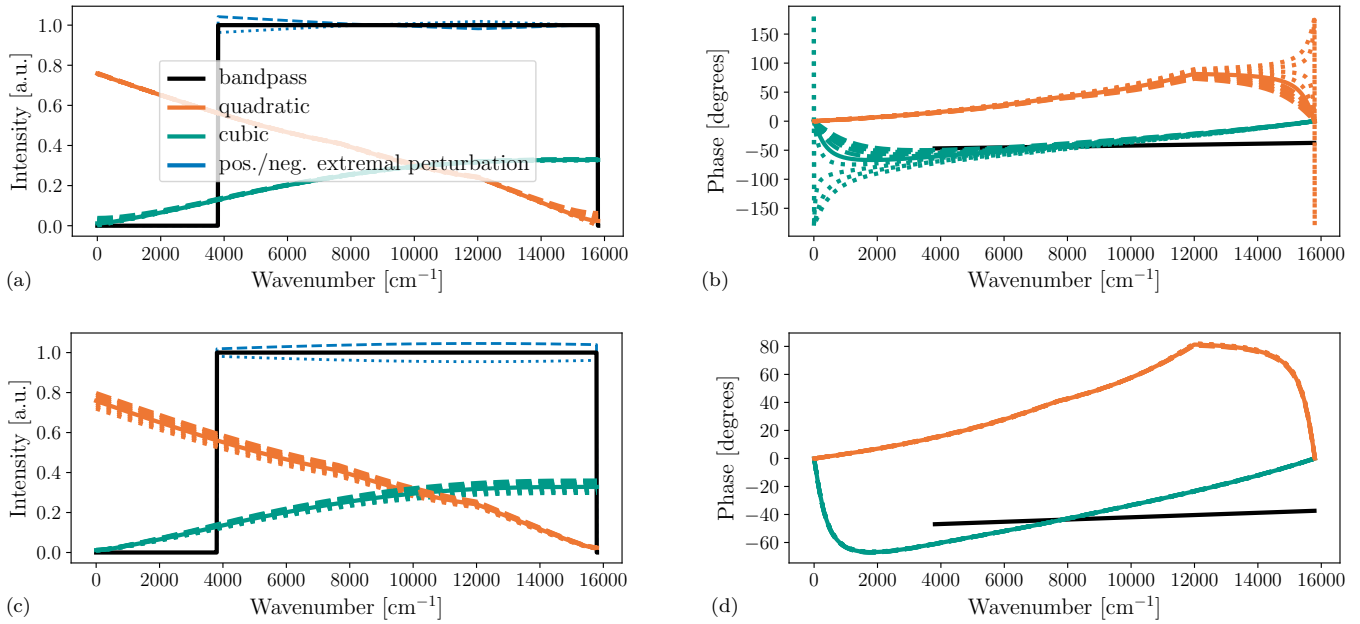 1.0
0.8
0.6
0.4
0.2
0.0
Intensity [a.u.]
bandpass
quadratic
cubic
pos./neg. extremal perturbation
0 2000 4000 6000 8000 10000 12000 14000 16000
Wavenumber [cm−1]
(a)
150
100
50
0
−50
−100
−150
Phase [degrees]
0 2000 4000 6000 8000 10000 12000 14000 16000
Wavenumber [cm−1]
(b)
1.0
0.8
0.6
0.4
0.2
0.0
Intensity [a.u.]
0 2000 4000 6000 8000 10000 12000 14000 16000
Wavenumber [cm−1]
(c)
80
60
40
20
0
−20
−40
−60
Phase [degrees]
0 2000 4000 6000 8000 10000 12000 14000 16000
Wavenumber [cm−1]
(d)